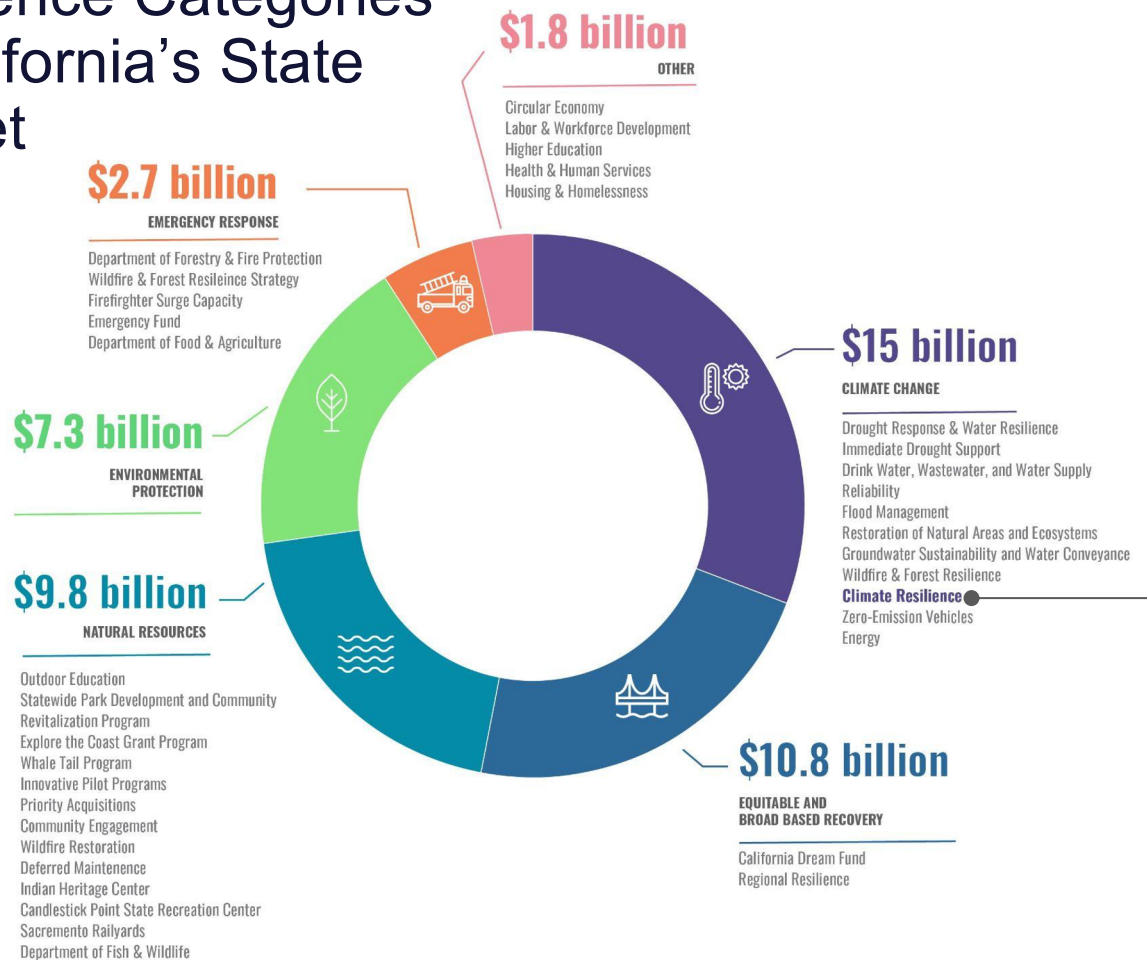 ence Categories
ifornia’s State
et
$1.8 billion
OTHER
Circular Economy
Labor & Workforce Development
Higher Education
Health & Human Services
Housing & Homelessness
$2.7 billion
EMERGENCY RESPONSE
Department of Forestry & Fire Protection
Wildfire & Forest Resileince Strategy
Firefirghter Surge Capacity
Emergency Fund
Department of Food & Agriculture
$15 billion
CLIMATE CHANGE
Drought Response & Water Resilience
Immediate Drought Support
Drink Water, Wastewater, and Water Supply
Reliability
Flood Management
Restoration of Natural Areas and Ecosystems
Groundwater Sustainability and Water Conveyance
Wildfire & Forest Resilience
Climate Resilience
Zero-Emission Vehicles
Energy
$7.3 billion
ENVIRONMENTAL
PROTECTION
$9.8 billion
NATURAL RESOURCES
Outdoor Education
Statewide Park Development and Community
Revitalization Program
Explore the Coast Grant Program
Whale Tail Program
Innovative Pilot Programs
Priority Acquisitions
Community Engagement
Wildfire Restoration
Deferred Maintenence
Indian Heritage Center
Candlestick Point State Recreation Center
Sacremento Railyards
Department of Fish & Wildlife
$10.8 billion
EQUITABLE AND
BROAD BASED RECOVERY
California Dream Fund
Regional Resilience